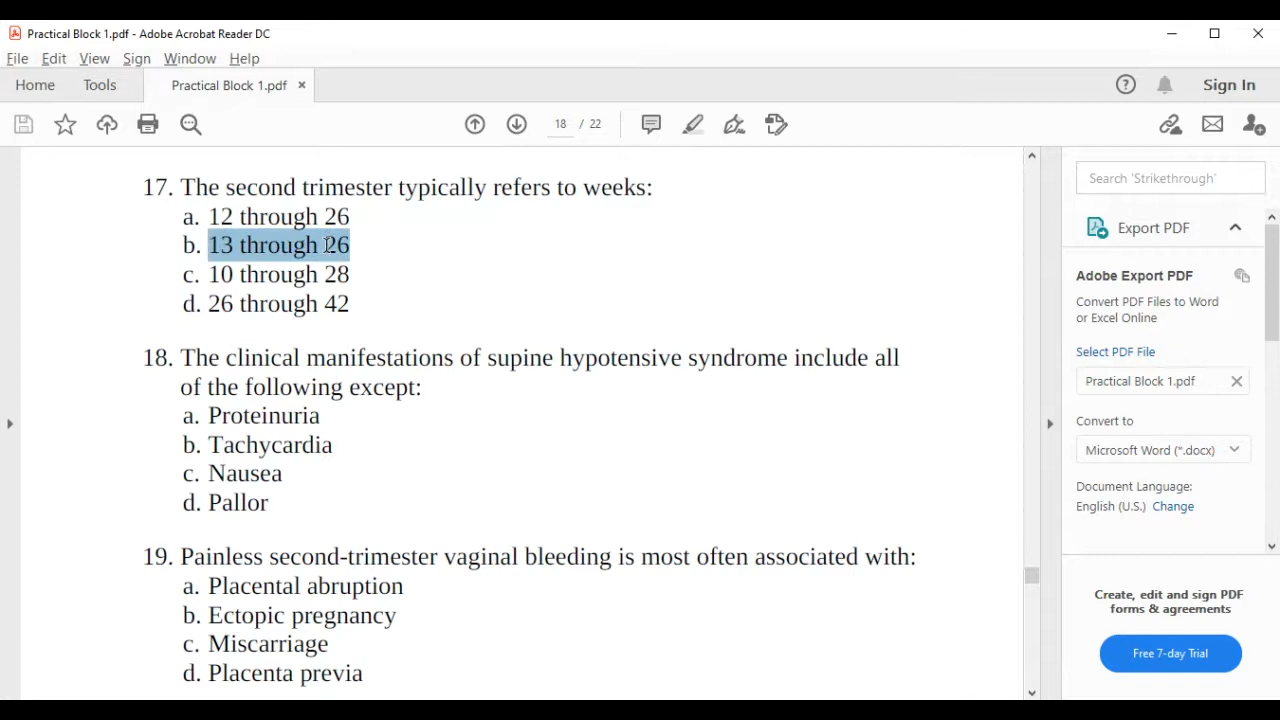 Practical Block 1.pdf - Adobe Acrobat Reader DC
File Edit View Sign Window Help
Home Tools Practical Block 1.pdf × Sign In
18 / 22
17. The second trimester typically refers to weeks:
a. 12 through 26
b. 13 through 26
c. 10 through 28
d. 26 through 42
18. The clinical manifestations of supine hypotensive syndrome include all
of the following except:
a. Proteinuria
b. Tachycardia
c. Nausea
d. Pallor
19. Painless second-trimester vaginal bleeding is most often associated with:
a. Placental abruption
b. Ectopic pregnancy
c. Miscarriage
d. Placenta previa
Search 'Strikethrough'
Export PDF
Adobe Export PDF
Convert PDF Files to Word
or Excel Online
Select PDF File
Practical Block 1.pdf
Convert to
Microsoft Word (*.docx)
Document Language:
English (U.S.) Change
Create, edit and sign PDF
forms & agreements
Free 7-day Trial